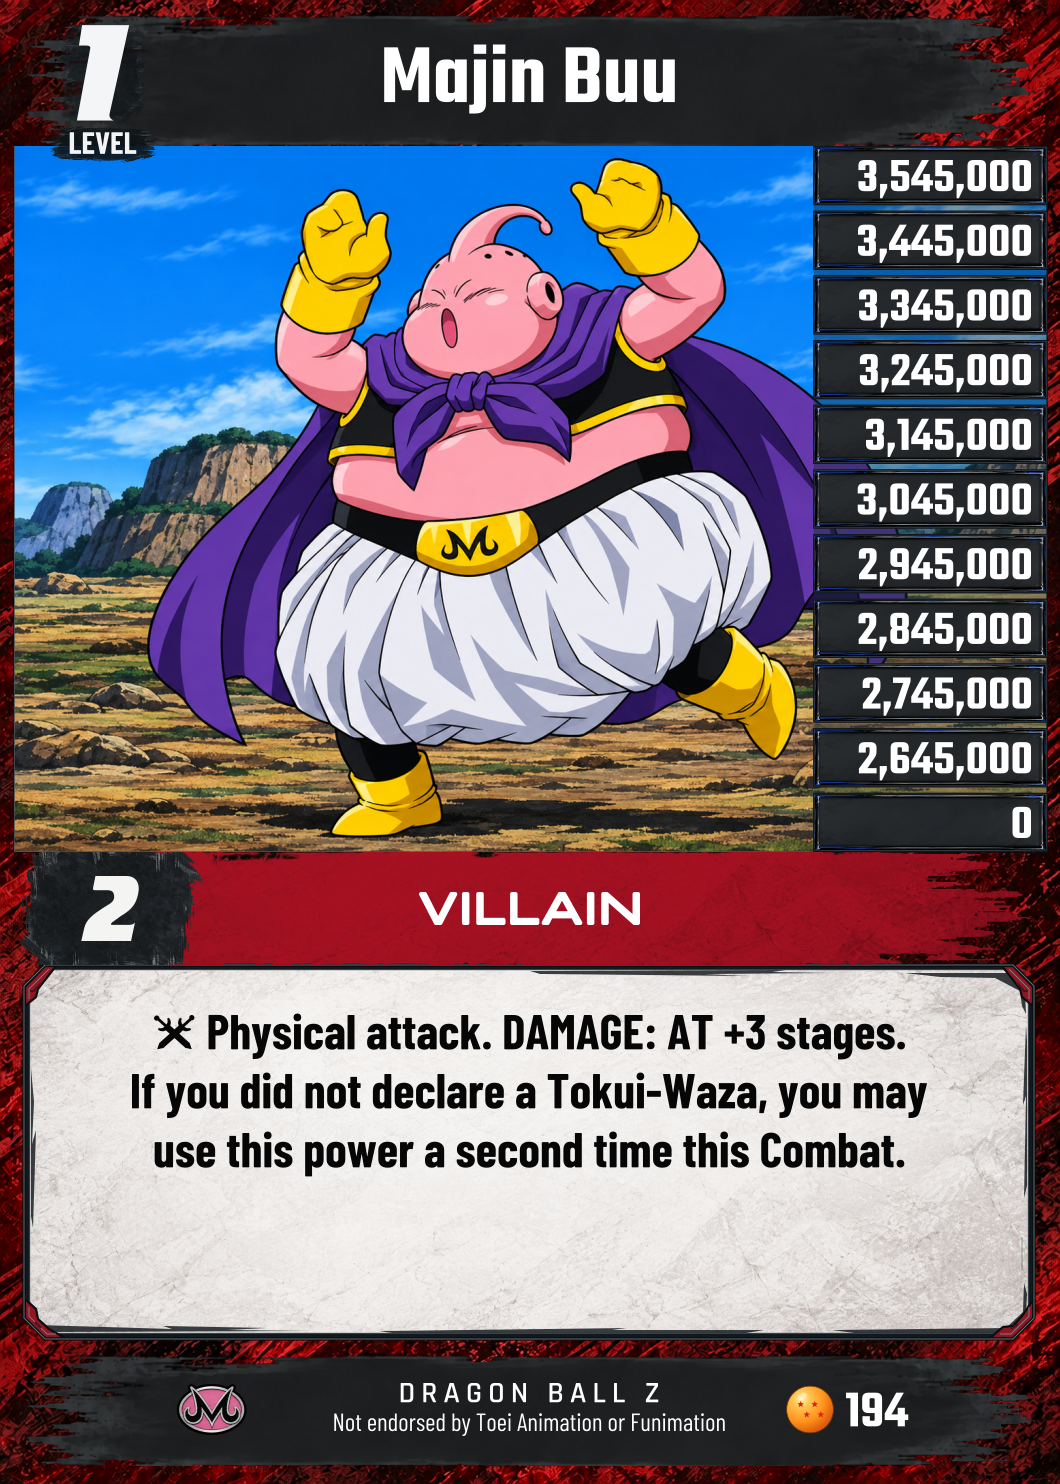 1
LEVEL
Majin Buu
3,545,000
3,445,000
3,345,000
3,245,000
3,145,000
3,045,000
2,945,000
2,845,000
2,745,000
2,645,000
0
2
VILLAIN
Physical attack. DAMAGE: AT +3 stages.
If you did not declare a Tokui-Waza, you may
use this power a second time this Combat.
DRAGON BALL Z
Not endorsed by Toei Animation or Funimation
194